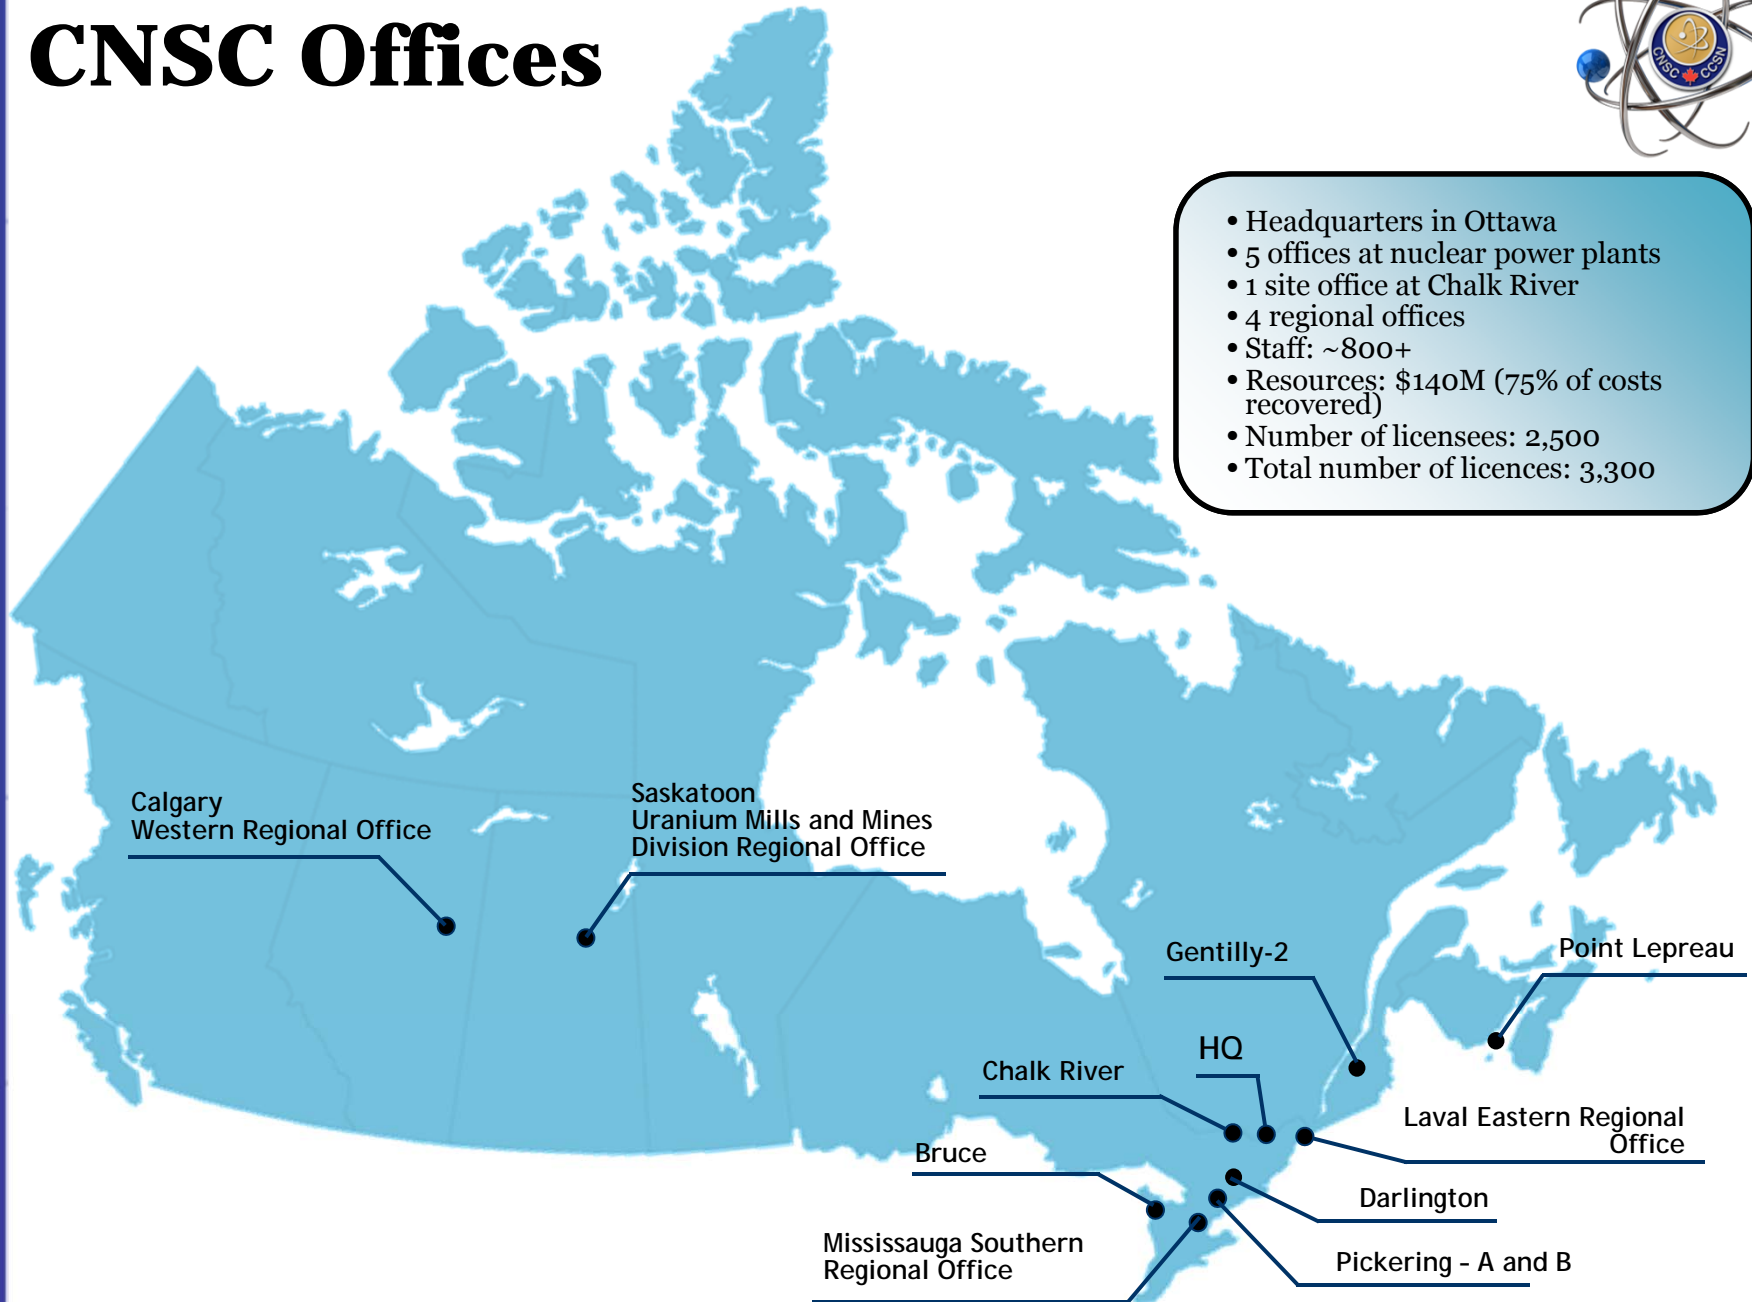 CNSC Offices
CNSC CCSN
• Headquarters in Ottawa
• 5 offices at nuclear power plants
• 1 site office at Chalk River
• 4 regional offices
• Staff: ~800+
• Resources: $140M (75% of costs
recovered)
• Number of licensees: 2,500
• Total number of licences: 3,300
Calgary
Western Regional Office
Saskatoon
Uranium Mills and Mines
Division Regional Office
Gentilly-2
Point Lepreau
HQ
Chalk River
Laval Eastern Regional
Office
Bruce
Darlington
Mississauga Southern
Regional Office
Pickering - A and B